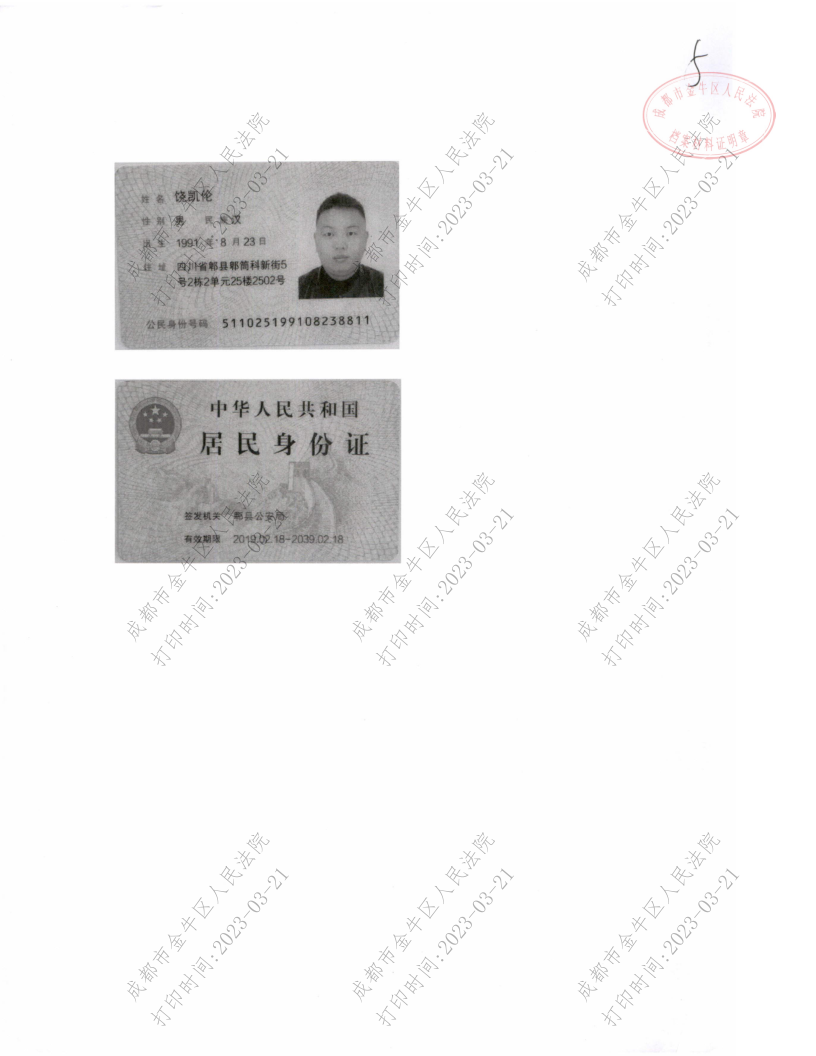 5
成都市金牛区人民法院
档案材料证明章
姓名 饶凯伦
性别 男 民族 汉
出生 1991 年 8 月 23 日
住址 四川省郫县郫筒科新街5
号2栋2单元25楼2502号
公民身份号码 511025199108238811
中华人民共和国
居民身份证
签发机关 郫县公安局
有效期限 2019.02.18-2039.02.18
成都市金牛区人民法院
打印时间:2023-03-21
成都市金牛区人民法院
打印时间:2023-03-21
成都市金牛区人民法院
打印时间:2023-03-21
成都市金牛区人民法院
打印时间:2023-03-21
成都市金牛区人民法院
打印时间:2023-03-21
成都市金牛区人民法院
打印时间:2023-03-21
成都市金牛区人民法院
打印时间:2023-03-21
成都市金牛区人民法院
打印时间:2023-03-21
成都市金牛区人民法院
打印时间:2023-03-21